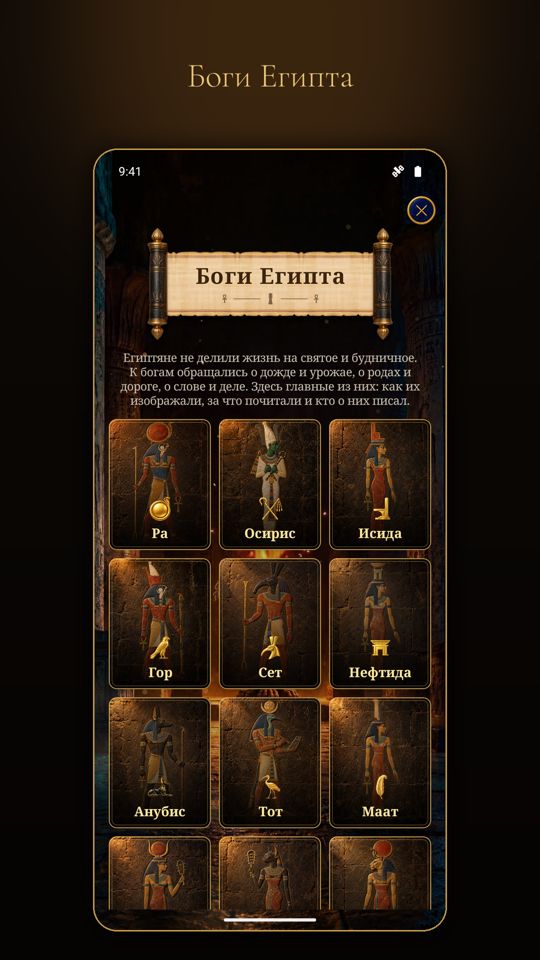 Боги Египта
9:41
Боги Египта
Египтяне не делили жизнь на святое и будничное.
К богам обращались о дожде и урожае, о родах и
дороге, о слове и деле. Здесь главные из них: как их
изображали, за что почитали и кто о них писал.
Ра
Осирис
Исида
Гор
Сет
Нефтида
Анубис
Тот
Маат